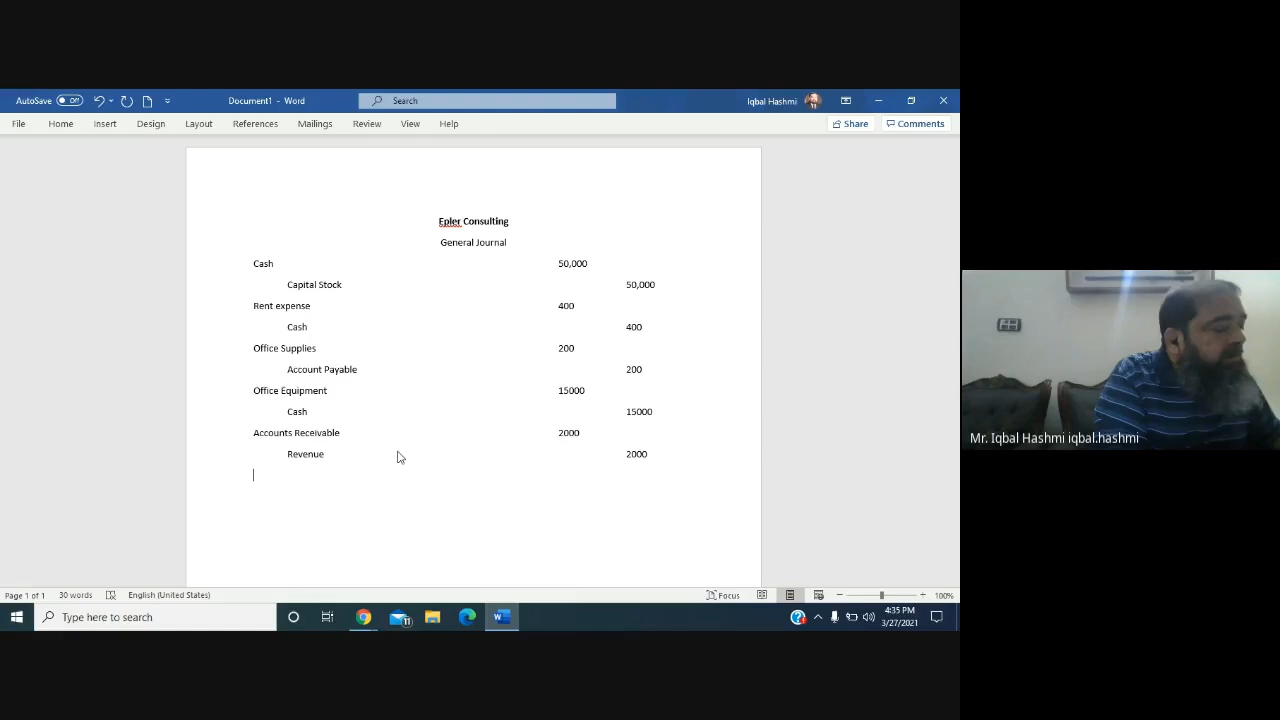 AutoSave Off Document1 - Word Search Iqbal Hashmi
File Home Insert Design Layout References Mailings Review View Help Share Comments
Epler Consulting
General Journal
Cash 50,000
Capital Stock 50,000
Rent expense 400
Cash 400
Office Supplies 200
Account Payable 200
Office Equipment 15000
Cash 15000
Accounts Receivable 2000
Revenue 2000
Mr. Iqbal Hashmi iqbal.hashmi
Page 1 of 1 30 words English (United States) Focus 100%
Type here to search 11 4:35 PM
3/27/2021